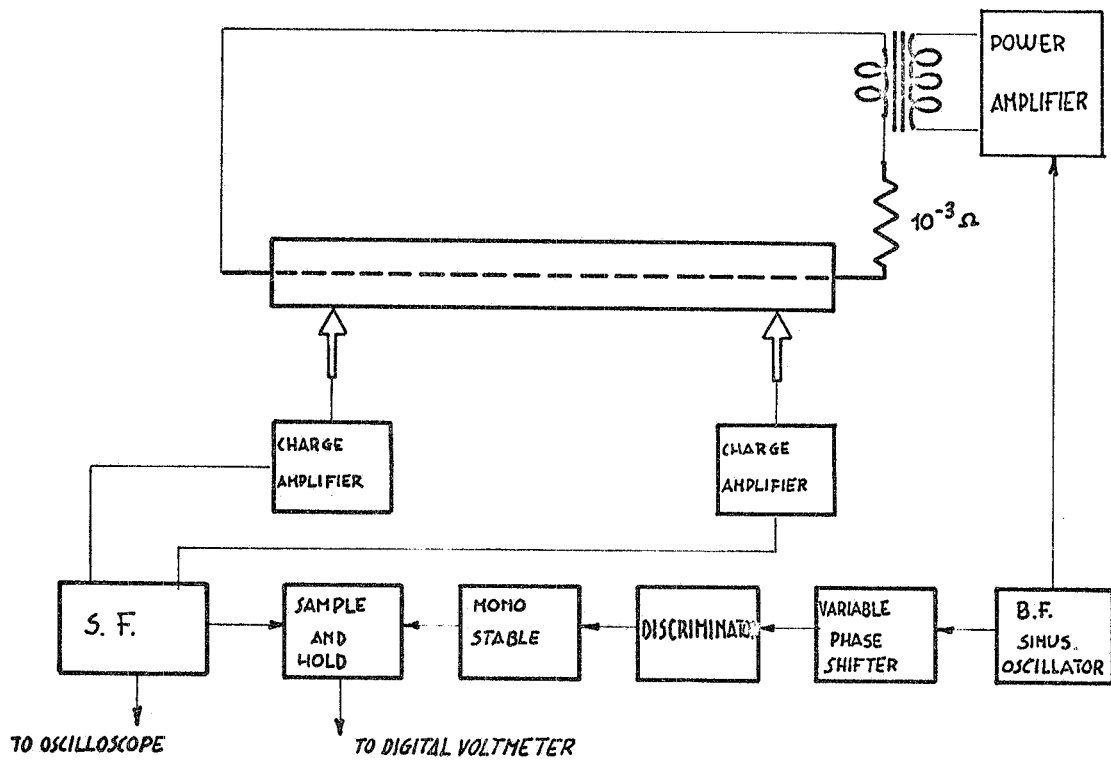 POWER
AMPLIFIER
10⁻³ Ω
CHARGE
AMPLIFIER
CHARGE
AMPLIFIER
S. F.
SAMPLE
AND
HOLD
MONO
STABLE
DISCRIMINATO.
VARIABLE
PHASE
SHIFTER
B.F.
SINUS.
OSCILLATOR
TO OSCILLOSCOPE
TO DIGITAL VOLTMETER